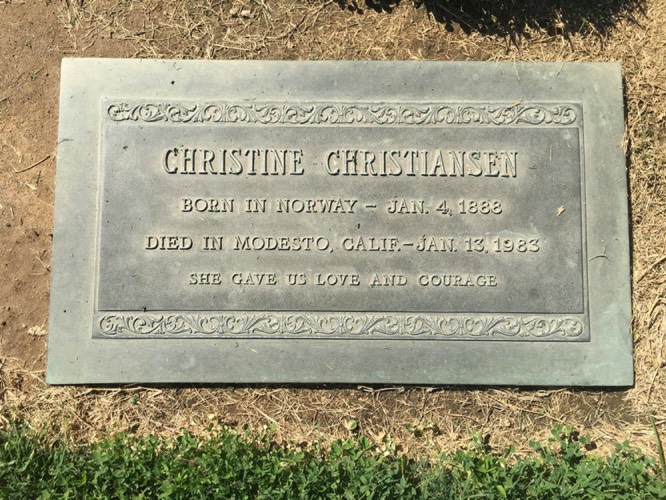 CHRISTINE CHRISTIANSEN
BORN IN NORWAY - JAN. 4, 1888
DIED IN MODESTO, CALIF.-JAN. 13, 1983
SHE GAVE US LOVE AND COURAGE